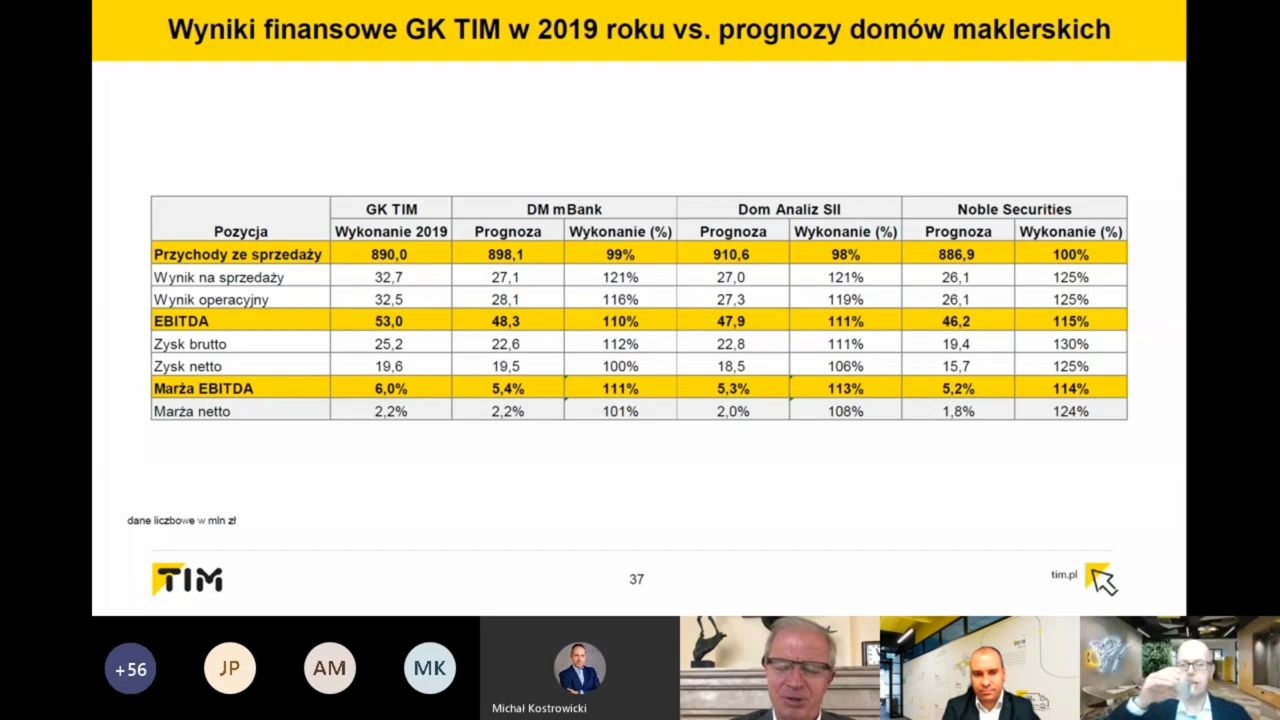 Wyniki finansowe GK TIM w 2019 roku vs. prognozy domów maklerskich
Pozycja GK TIM DM mBank Dom Analiz SII Noble Securities
Wykonanie 2019 Prognoza Wykonanie (%) Prognoza Wykonanie (%) Prognoza Wykonanie (%)
Przychody ze sprzedaży 890,0 898,1 99% 910,6 98% 886,9 100%
Wynik na sprzedaży 32,7 27,1 121% 27,0 121% 26,1 125%
Wynik operacyjny 32,5 28,1 116% 27,3 119% 26,1 125%
EBITDA 53,0 48,3 110% 47,9 111% 46,2 115%
Zysk brutto 25,2 22,6 112% 22,8 111% 19,4 130%
Zysk netto 19,6 19,5 100% 18,5 106% 15,7 125%
Marża EBITDA 6,0% 5,4% 111% 5,3% 113% 5,2% 114%
Marża netto 2,2% 2,2% 101% 2,0% 108% 1,8% 124%
dane liczbowe w mln zł
TIM 37 tim.pl
+56 JP AM MK
Michał Kostrowicki